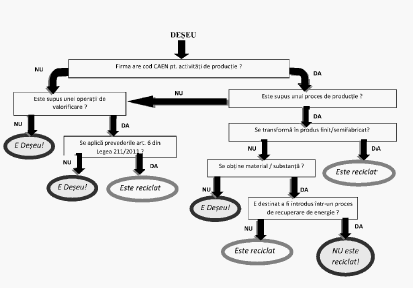 DEȘEU
Firma are cod CAEN pt. activități de producție ?
NU
DA
Este supus unei operații de
valorificare ?
NU
Este supus unui proces de producție ?
NU
DA
DA
E Deșeu!
Se aplică prevederile art. 6 din
Legea 211/2011 ?
Se transformă în produs finit/semifabricat?
NU
DA
NU
DA
E Deșeu!
Este reciclat
Se obține material / substanță ?
Este reciclat
NU
DA
E Deșeu!
E destinat a fi introdus într-un proces
de recuperare de energie ?
NU
DA
Este reciclat
NU este
reciclat!